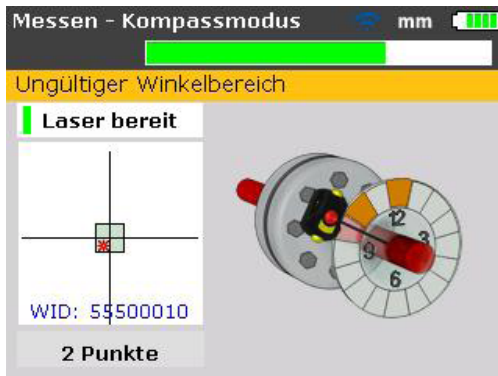 Messen - Kompassmodus mm
Ungültiger Winkelbereich
Laser bereit
12
3
9
6
WID: 55500010
2 Punkte